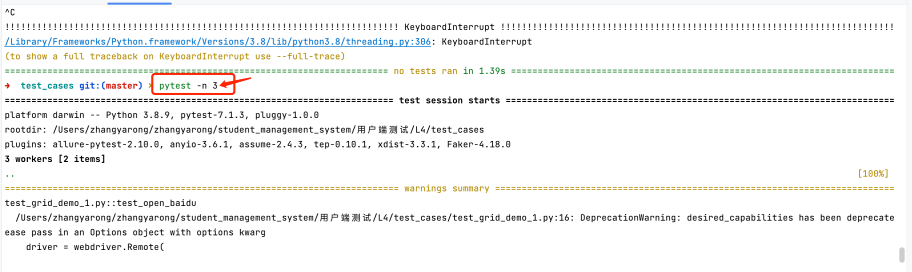 ^C
!!!!!!!!!!!!!!!!!!!!!!!!!!!!!!!!!!!!!!!!!!!!!!!!!!!!!!!!!!!!!!!!!!!!!!!!!!!!! KeyboardInterrupt !!!!!!!!!!!!!!!!!!!!!!!!!!!!!!!!!!!!!!!!!!!!!!!!!!!!!!!!!!!!!!!!!!!!!!!!!!!!!
/Library/Frameworks/Python.framework/Versions/3.8/lib/python3.8/threading.py:306: KeyboardInterrupt
(to show a full traceback on KeyboardInterrupt use --full-trace)
=========================================================================== no tests ran in 1.39s ===========================================================================
➜  test_cases git:(master) ✗ pytest -n 3
============================================================================ test session starts ============================================================================
platform darwin -- Python 3.8.9, pytest-7.1.3, pluggy-1.0.0
rootdir: /Users/zhangyarong/zhangyarong/student_management_system/用户端测试/L4/test_cases
plugins: allure-pytest-2.10.0, anyio-3.6.1, assume-2.4.3, tep-0.10.1, xdist-3.3.1, Faker-4.18.0
3 workers [2 items]
.. [100%]
============================================================================= warnings summary ==============================================================================
test_grid_demo_1.py::test_open_baidu
/Users/zhangyarong/zhangyarong/student_management_system/用户端测试/L4/test_cases/test_grid_demo_1.py:16: DeprecationWarning: desired_capabilities has been deprecate
ease pass in an Options object with options kwarg
driver = webdriver.Remote(